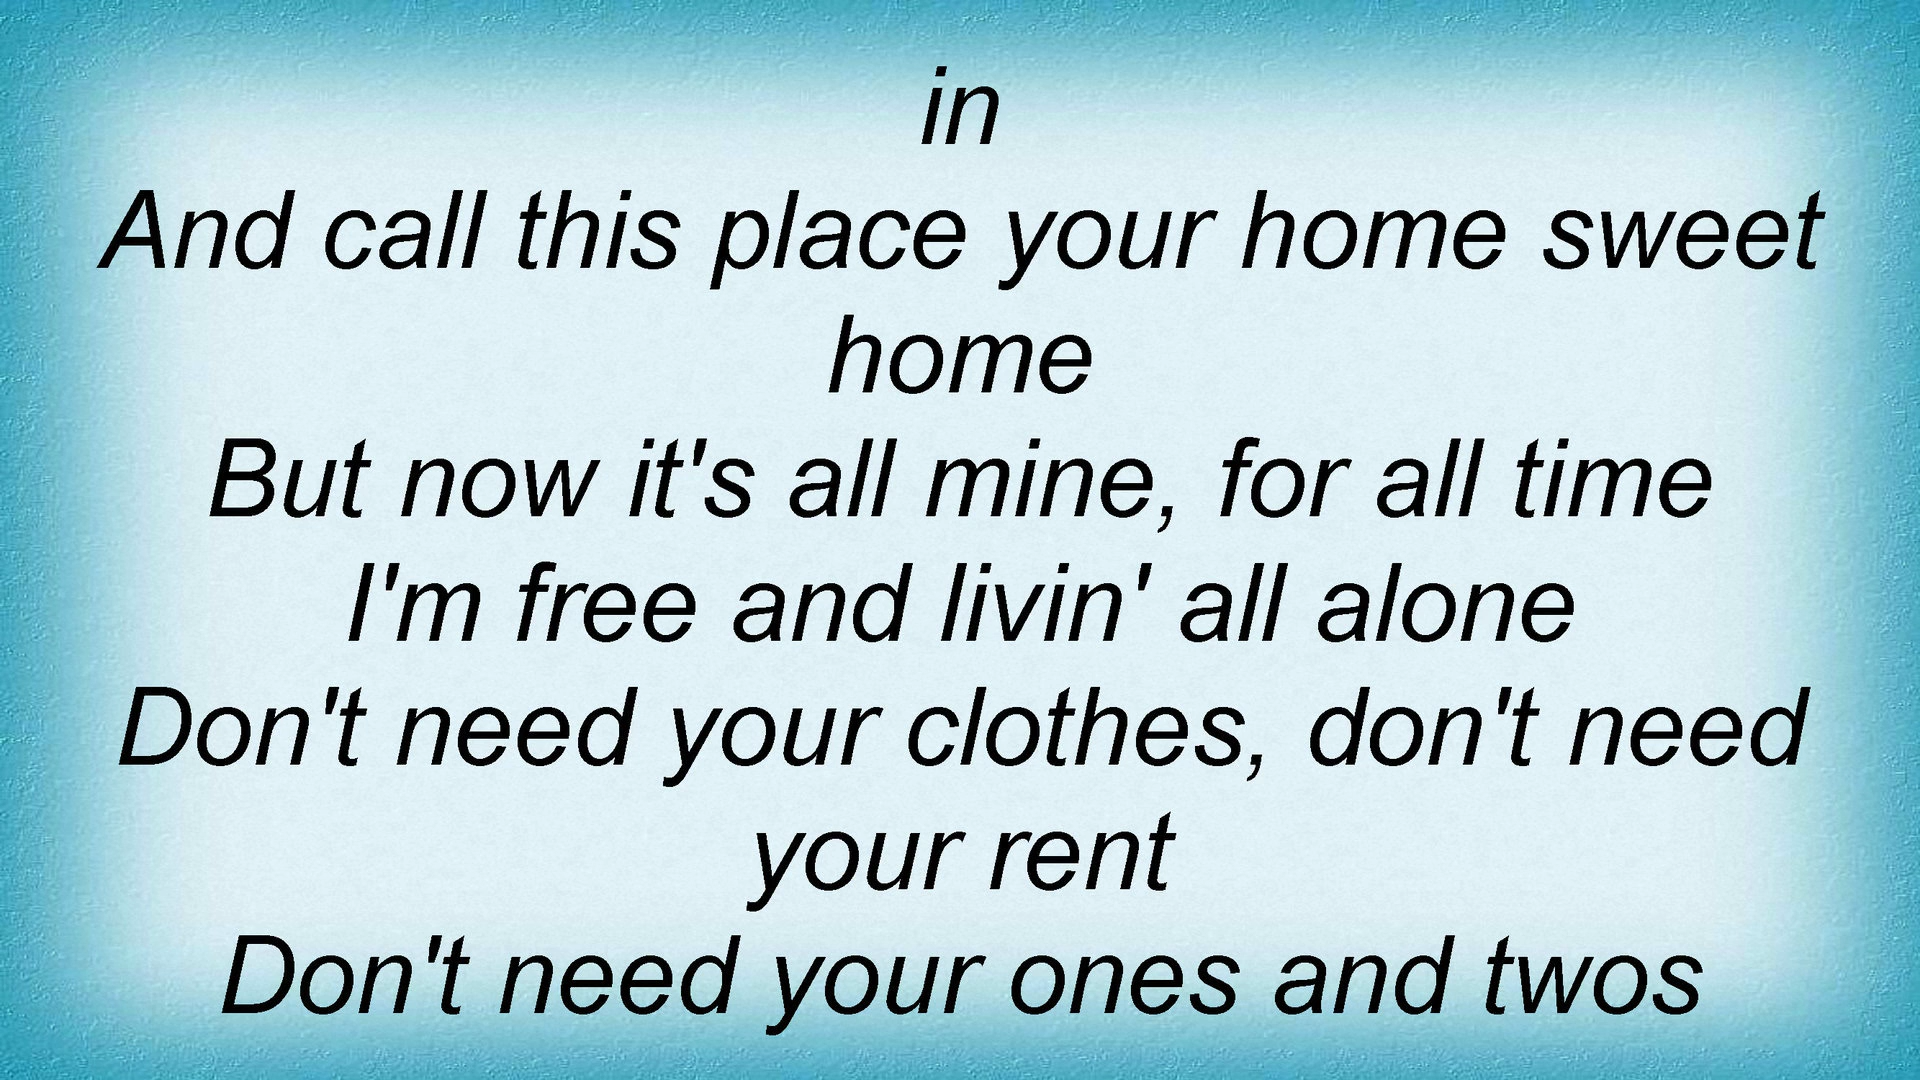 in
And call this place your home sweet
home
But now it's all mine, for all time
I'm free and livin' all alone
Don't need your clothes, don't need
your rent
Don't need your ones and twos